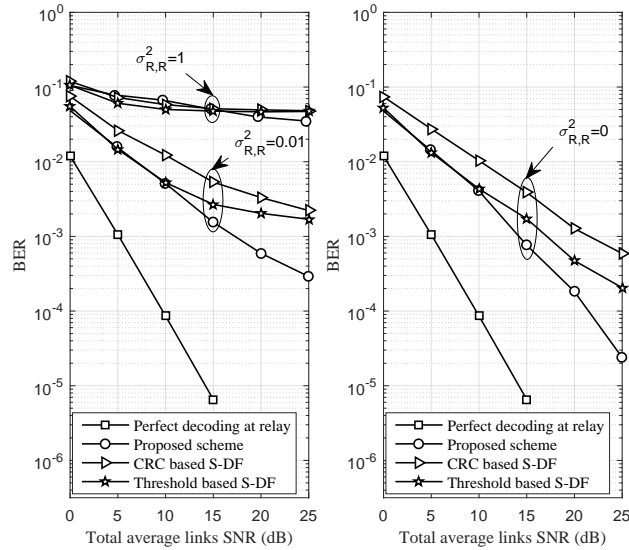 10^0
10^-1
10^-2
10^-3
10^-4
10^-5
10^-6
BER
σ²_R,R=1
σ²_R,R=0.01
Perfect decoding at relay
Proposed scheme
CRC based S-DF
Threshold based S-DF
0 5 10 15 20 25
Total average links SNR (dB)
10^0
10^-1
10^-2
10^-3
10^-4
10^-5
10^-6
BER
σ²_R,R=0
Perfect decoding at relay
Proposed scheme
CRC based S-DF
Threshold based S-DF
0 5 10 15 20 25
Total average links SNR (dB)